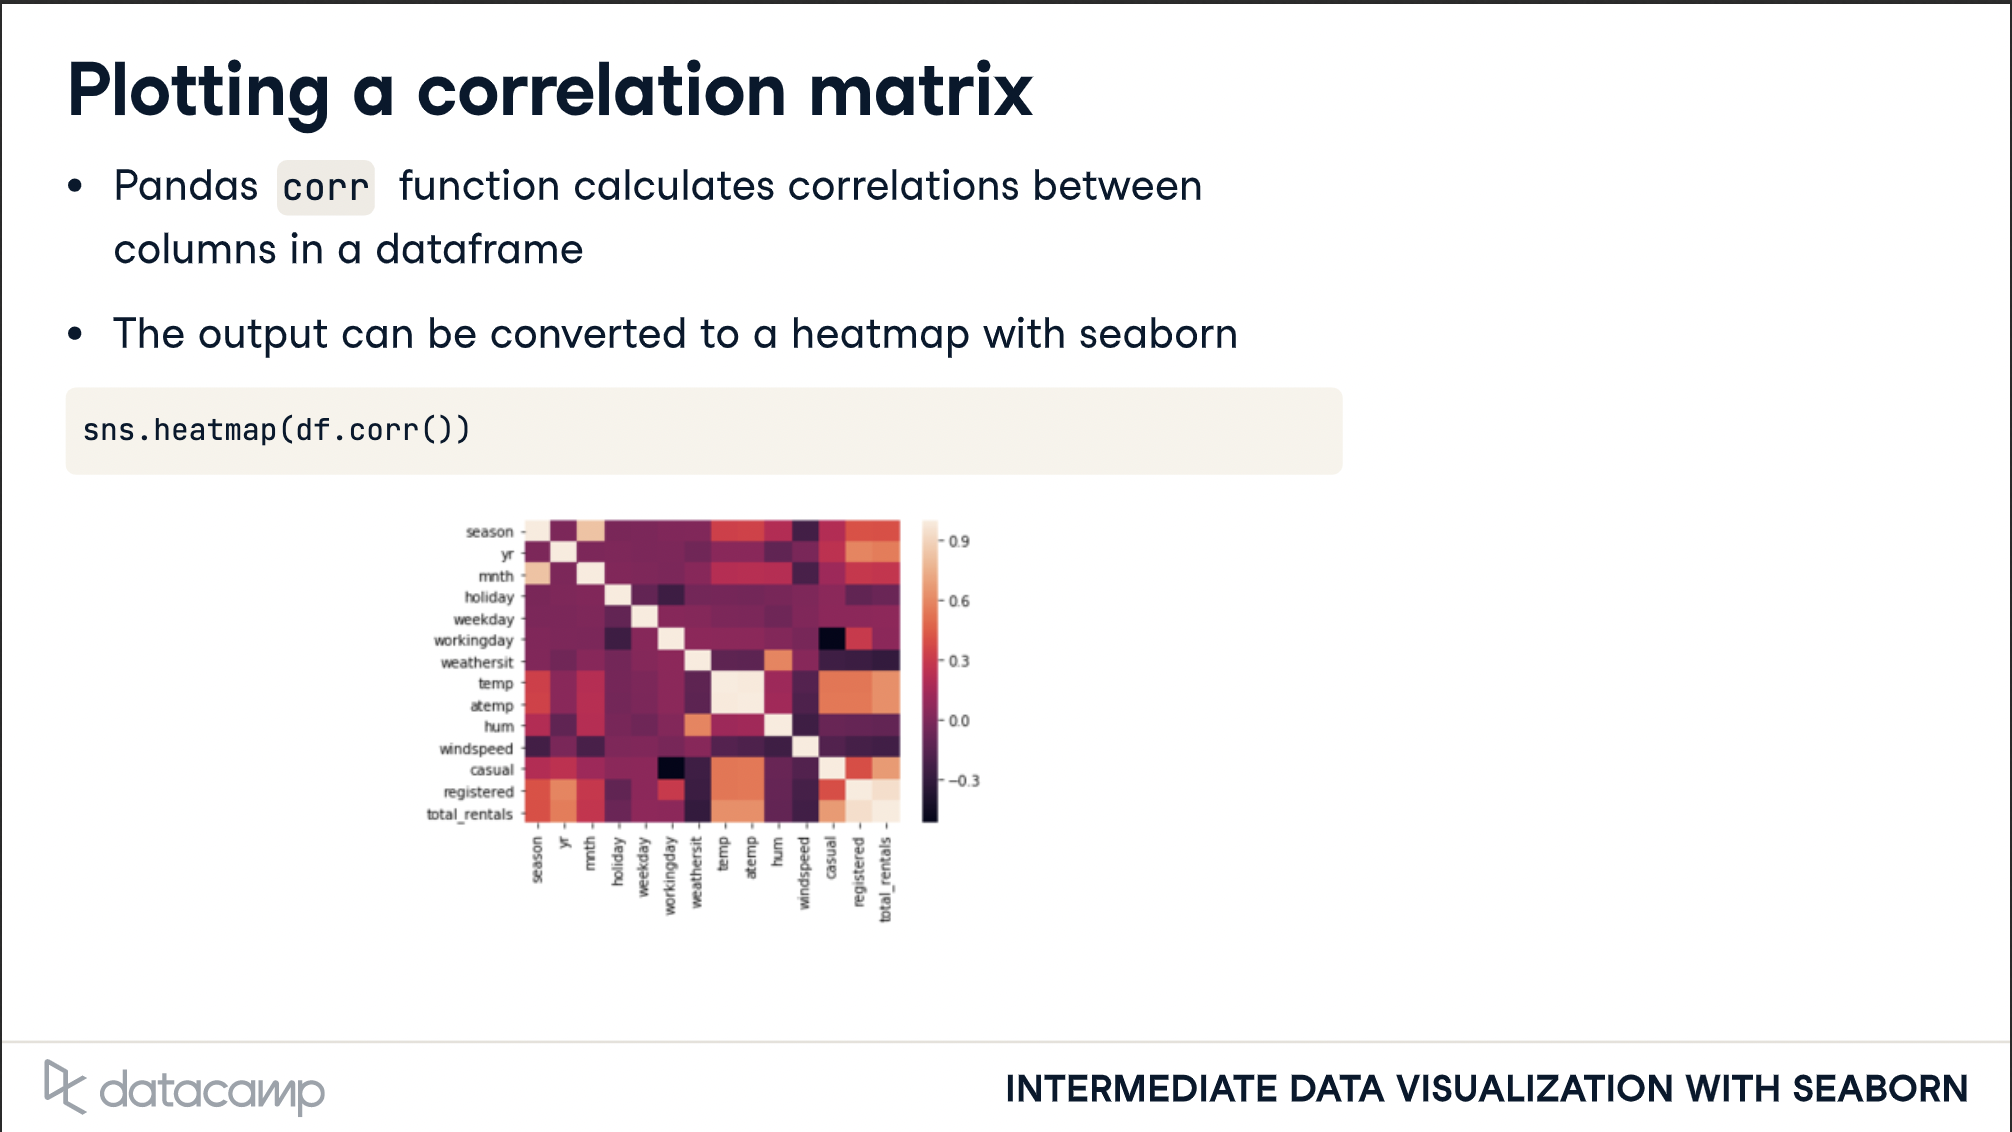 Plotting a correlation matrix
• Pandas corr function calculates correlations between
columns in a dataframe
• The output can be converted to a heatmap with seaborn
sns.heatmap(df.corr())
season
yr
mnth
holiday
weekday
workingday
weathersit
temp
atemp
hum
windspeed
casual
registered
total_rentals
season
yr
mnth
holiday
weekday
workingday
weathersit
temp
atemp
hum
windspeed
casual
registered
total_rentals
0.9
0.6
0.3
0.0
−0.3
datacamp
INTERMEDIATE DATA VISUALIZATION WITH SEABORN